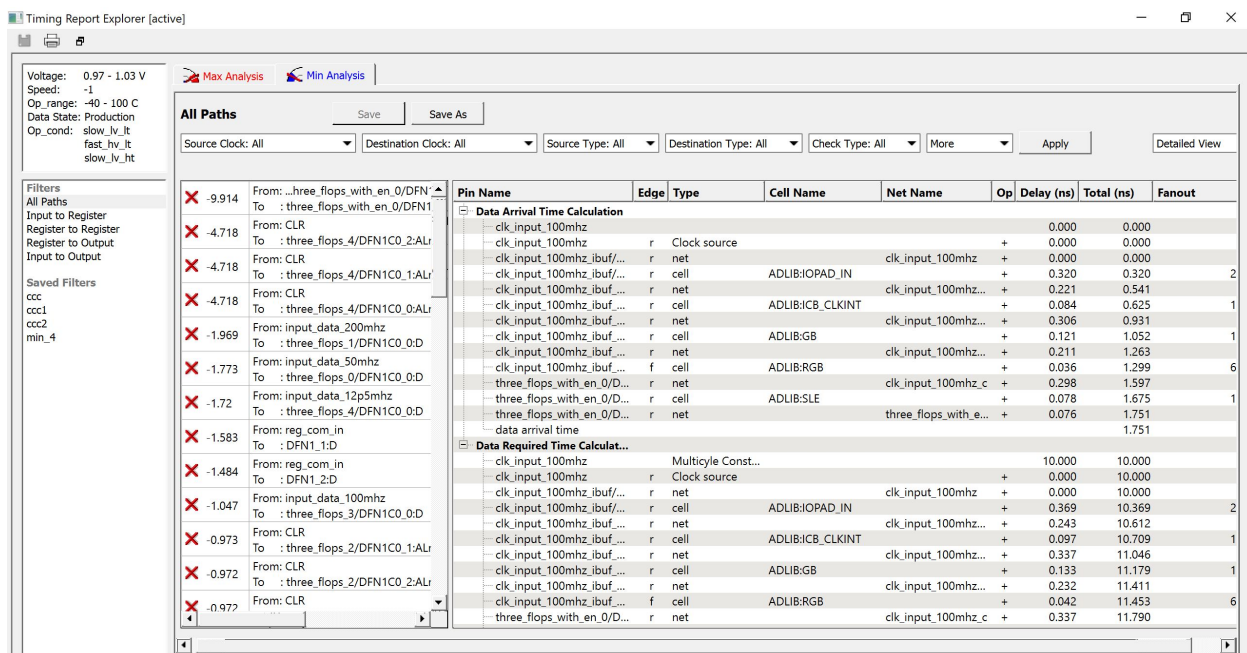 Timing Report Explorer [active]
Voltage: 0.97 - 1.03 V
Speed: -1
Op_range: -40 - 100 C
Data State: Production
Op_cond: slow_lv_lt
fast_hv_lt
slow_lv_ht
Filters
All Paths
Input to Register
Register to Register
Register to Output
Input to Output
Saved Filters
ccc
ccc1
ccc2
min_4
Max Analysis Min Analysis
All Paths Save Save As
Source Clock: All Destination Clock: All Source Type: All Destination Type: All Check Type: All More Apply Detailed View
-9.914 From: ...hree_flops_with_en_0/DFN1
To : three_flops_with_en_0/DFN1
-4.718 From: CLR
To : three_flops_4/DFN1C0_2:ALr
-4.718 From: CLR
To : three_flops_4/DFN1C0_1:ALr
-4.718 From: CLR
To : three_flops_4/DFN1C0_0:ALr
-1.969 From: input_data_200mhz
To : three_flops_1/DFN1C0_0:D
-1.773 From: input_data_50mhz
To : three_flops_0/DFN1C0_0:D
-1.72 From: input_data_12p5mhz
To : three_flops_4/DFN1C0_0:D
-1.583 From: reg_com_in
To : DFN1_1:D
-1.484 From: reg_com_in
To : DFN1_2:D
-1.047 From: input_data_100mhz
To : three_flops_3/DFN1C0_0:D
-0.973 From: CLR
To : three_flops_2/DFN1C0_1:ALr
-0.972 From: CLR
To : three_flops_2/DFN1C0_2:ALr
-0.972 From: CLR
Pin Name Edge Type Cell Name Net Name Op Delay (ns) Total (ns) Fanout
Data Arrival Time Calculation
clk_input_100mhz 0.000 0.000
clk_input_100mhz r Clock source + 0.000 0.000
clk_input_100mhz_ibuf/... r net clk_input_100mhz + 0.000 0.000
clk_input_100mhz_ibuf/... r cell ADLIB:IOPAD_IN + 0.320 0.320 2
clk_input_100mhz_ibuf_... r net clk_input_100mhz... + 0.221 0.541
clk_input_100mhz_ibuf_... r cell ADLIB:ICB_CLKINT + 0.084 0.625 1
clk_input_100mhz_ibuf_... r net clk_input_100mhz... + 0.306 0.931
clk_input_100mhz_ibuf_... r cell ADLIB:GB + 0.121 1.052 1
clk_input_100mhz_ibuf_... r net clk_input_100mhz... + 0.211 1.263
clk_input_100mhz_ibuf_... f cell ADLIB:RGB + 0.036 1.299 6
three_flops_with_en_0/D... r net clk_input_100mhz_c + 0.298 1.597
three_flops_with_en_0/D... r cell ADLIB:SLE + 0.078 1.675 1
three_flops_with_en_0/D... r net three_flops_with_e... + 0.076 1.751
data arrival time 1.751
Data Required Time Calculat...
clk_input_100mhz Multicyle Const... 10.000 10.000
clk_input_100mhz r Clock source + 0.000 10.000
clk_input_100mhz_ibuf/... r net clk_input_100mhz + 0.000 10.000
clk_input_100mhz_ibuf/... r cell ADLIB:IOPAD_IN + 0.369 10.369 2
clk_input_100mhz_ibuf_... r net clk_input_100mhz... + 0.243 10.612
clk_input_100mhz_ibuf_... r cell ADLIB:ICB_CLKINT + 0.097 10.709 1
clk_input_100mhz_ibuf_... r net clk_input_100mhz... + 0.337 11.046
clk_input_100mhz_ibuf_... r cell ADLIB:GB + 0.133 11.179 1
clk_input_100mhz_ibuf_... r net clk_input_100mhz... + 0.232 11.411
clk_input_100mhz_ibuf_... f cell ADLIB:RGB + 0.042 11.453 6
three_flops_with_en_0/D... r net clk_input_100mhz_c + 0.337 11.790